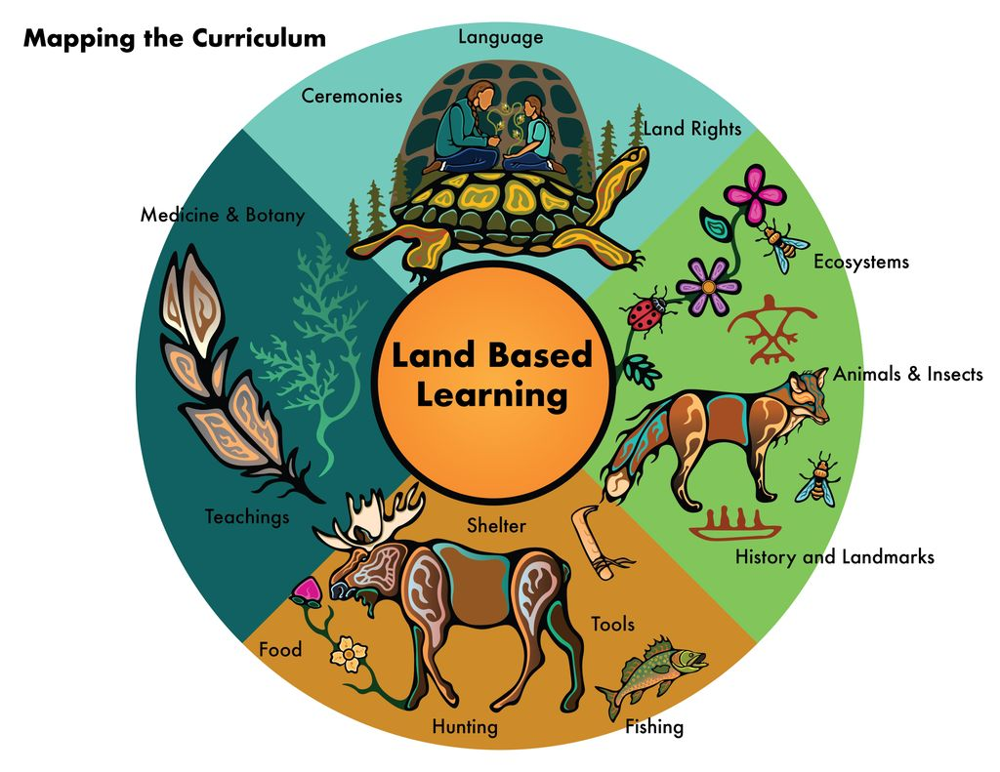 Mapping the Curriculum
Language
Ceremonies
Land Rights
Medicine & Botany
Ecosystems
Land Based
Learning
Animals & Insects
Teachings
Shelter
History and Landmarks
Tools
Food
Hunting
Fishing